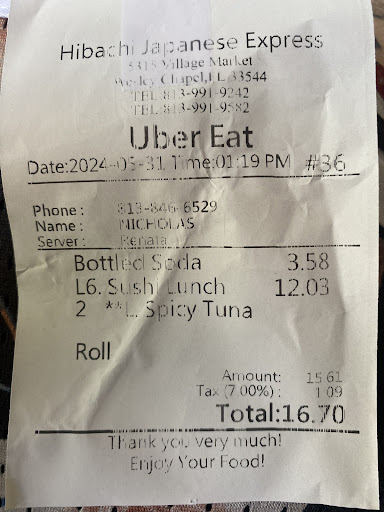 Hibachi Japanese Express
5315 Village Market
Wesley Chapel,FL 33544
TEL:813-991-9242
TEL:813-991-9582
Uber Eat
Date:2024-05-31 Time:01:19 PM #36
Phone : 813-846-6529
Name : NICHOLAS
Server :
Bottled Soda 3.58
L6. Sushi Lunch 12.03
2 **L. Spicy Tuna
Roll
Amount: 15.61
Tax (7.00%) : 1.09
Total:16.70
Thank you very much!
Enjoy Your Food!